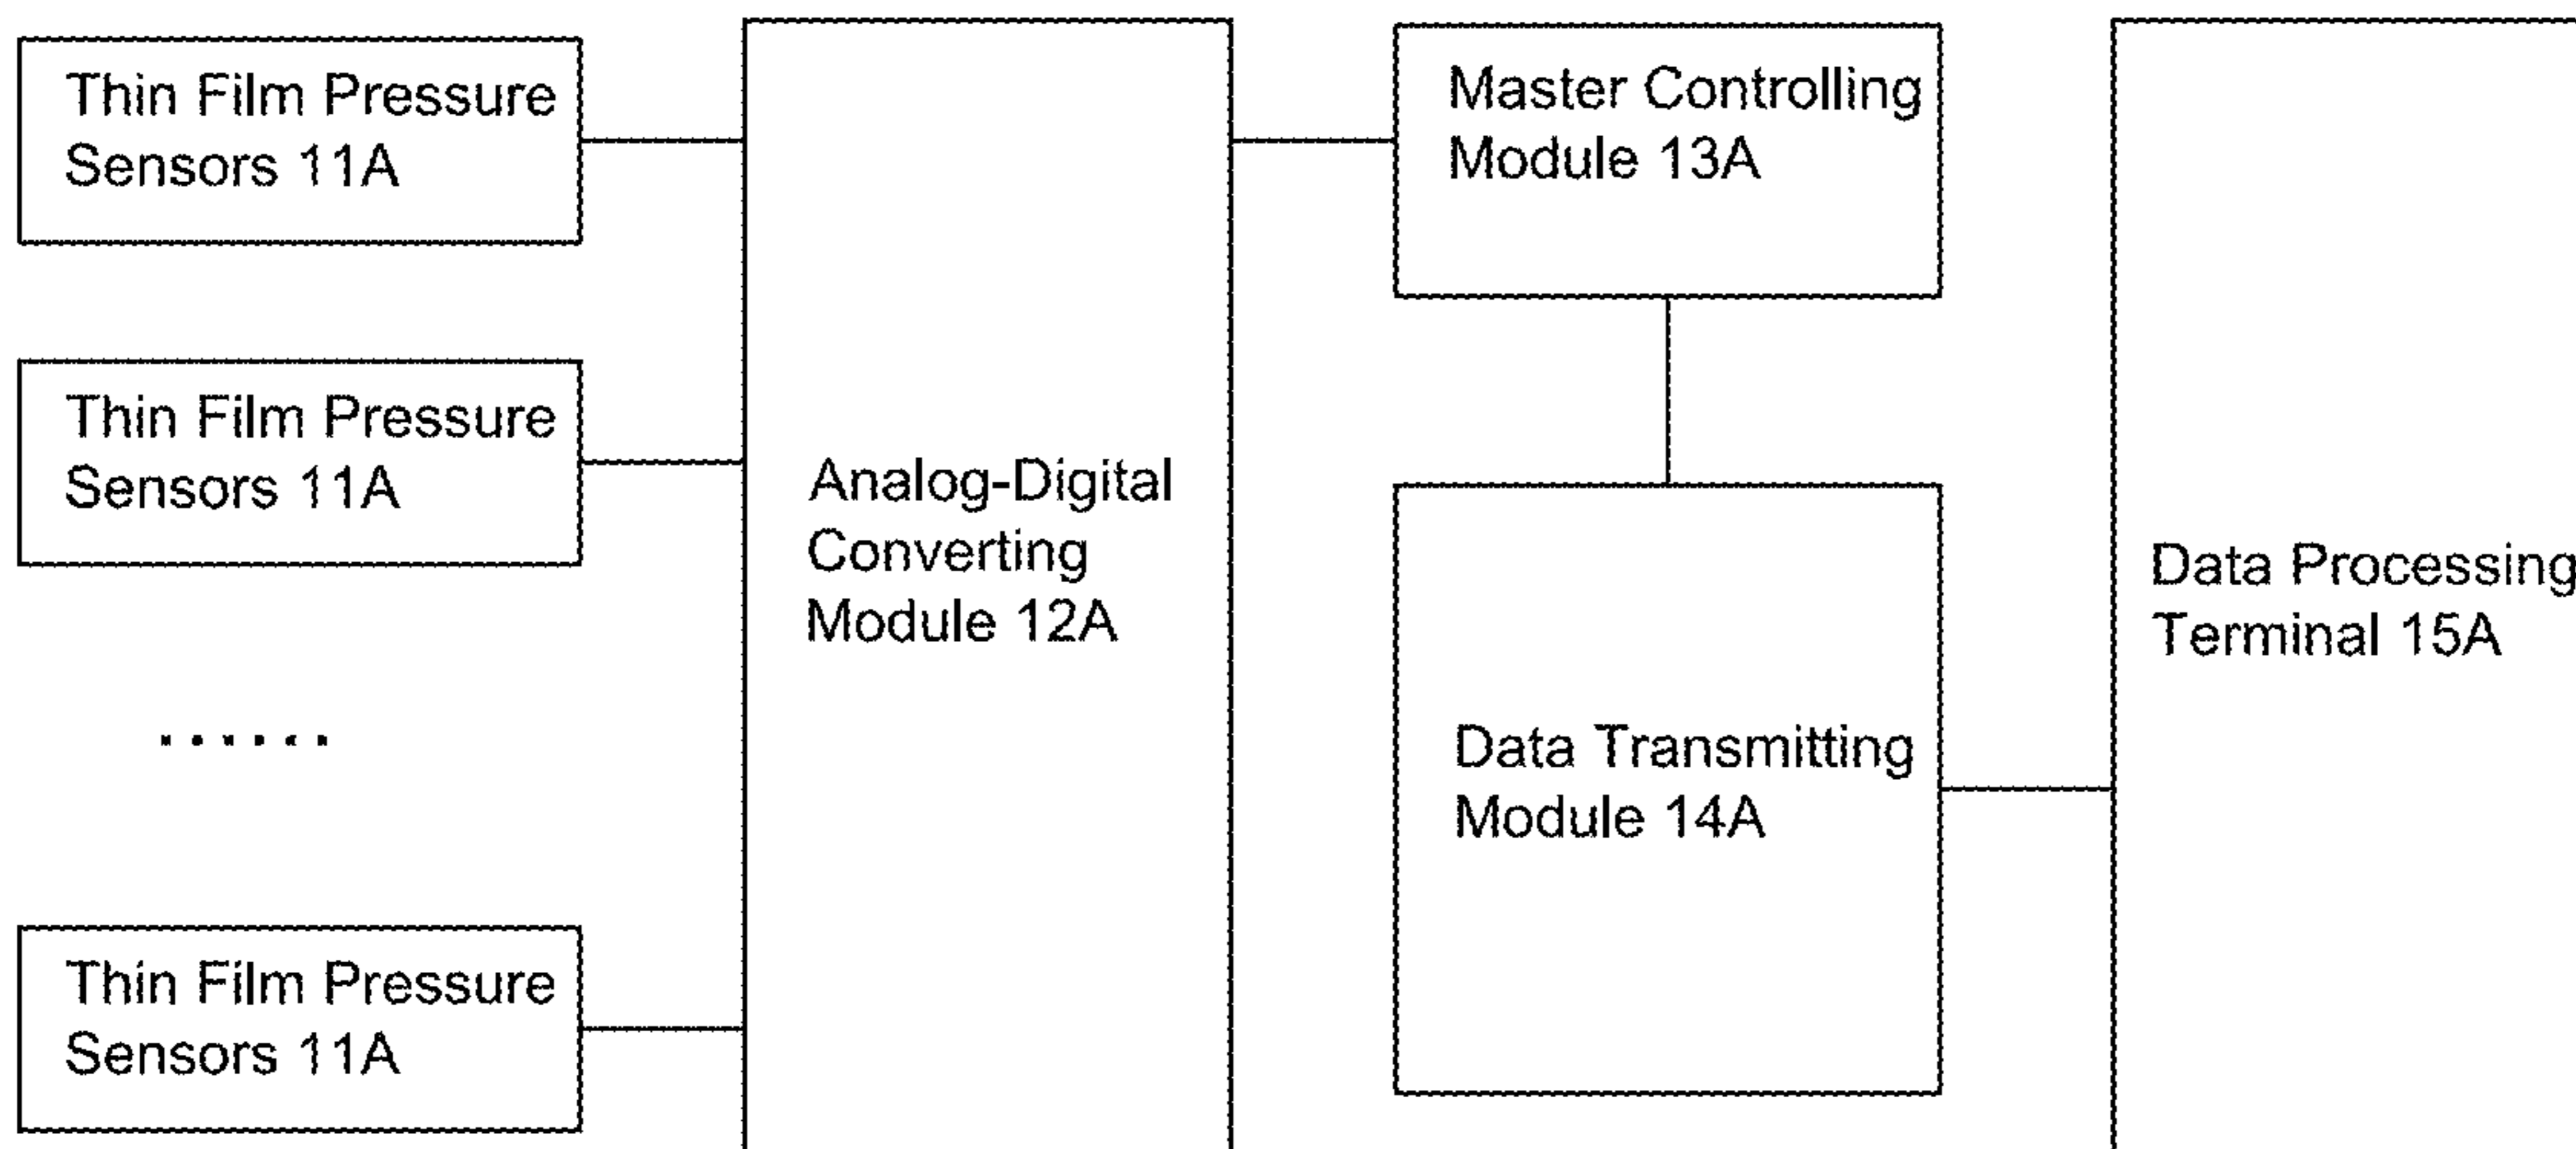 Thin Film Pressure
Sensors 11A
Thin Film Pressure
Sensors 11A
......
Thin Film Pressure
Sensors 11A
Analog-Digital
Converting
Module 12A
Master Controlling
Module 13A
Data Transmitting
Module 14A
Data Processing
Terminal 15A